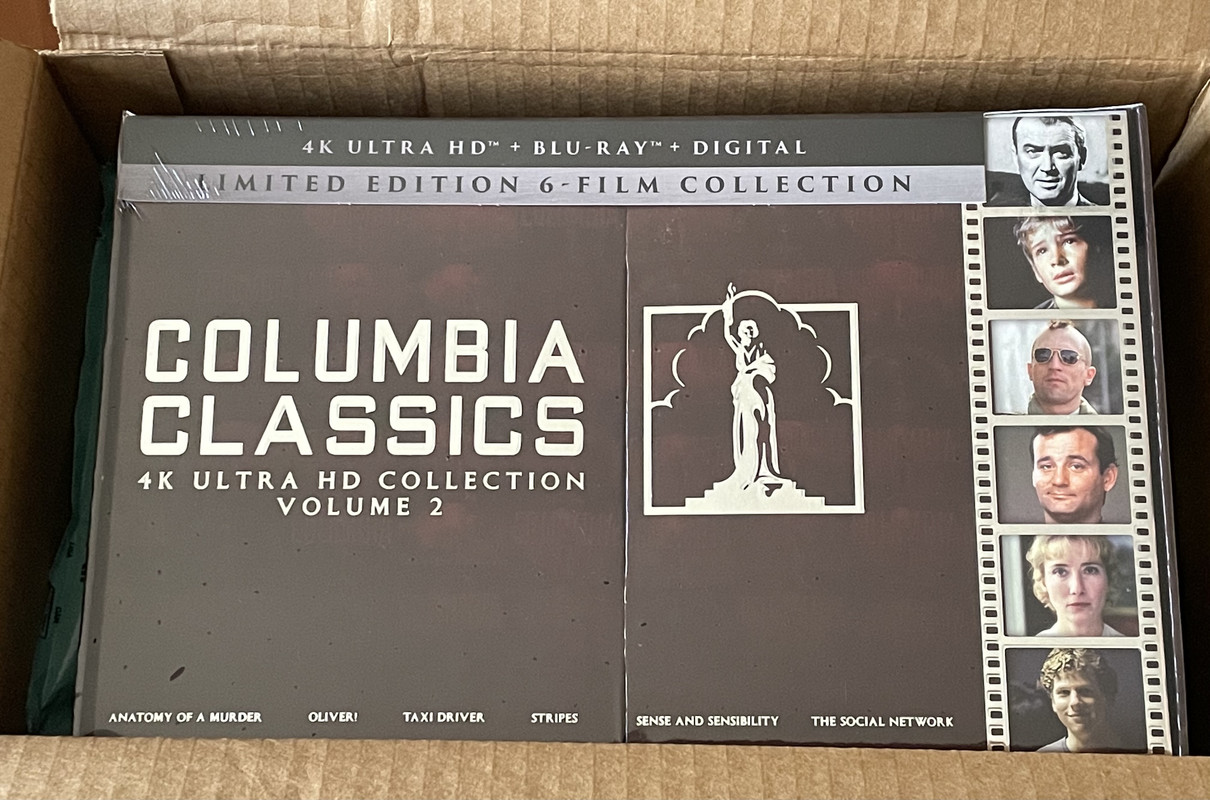 4K ULTRA HD™ + BLU-RAY™ + DIGITAL
LIMITED EDITION 6-FILM COLLECTION
COLUMBIA
CLASSICS
4K ULTRA HD COLLECTION
VOLUME 2
ANATOMY OF A MURDER OLIVER! TAXI DRIVER STRIPES SENSE AND SENSIBILITY THE SOCIAL NETWORK